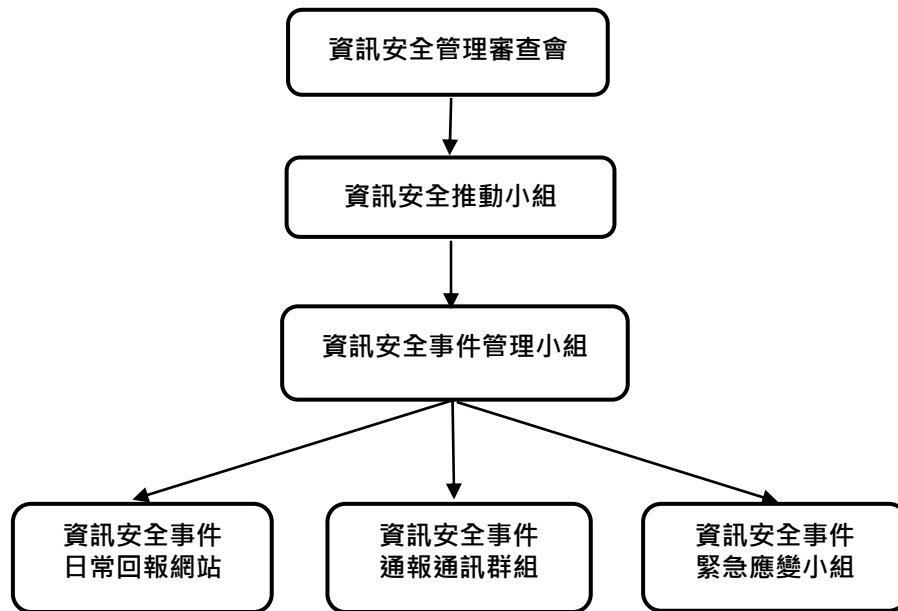 資訊安全管理審查會
資訊安全推動小組
資訊安全事件管理小組
資訊安全事件
日常回報網站
資訊安全事件
通報通訊群組
資訊安全事件
緊急應變小組